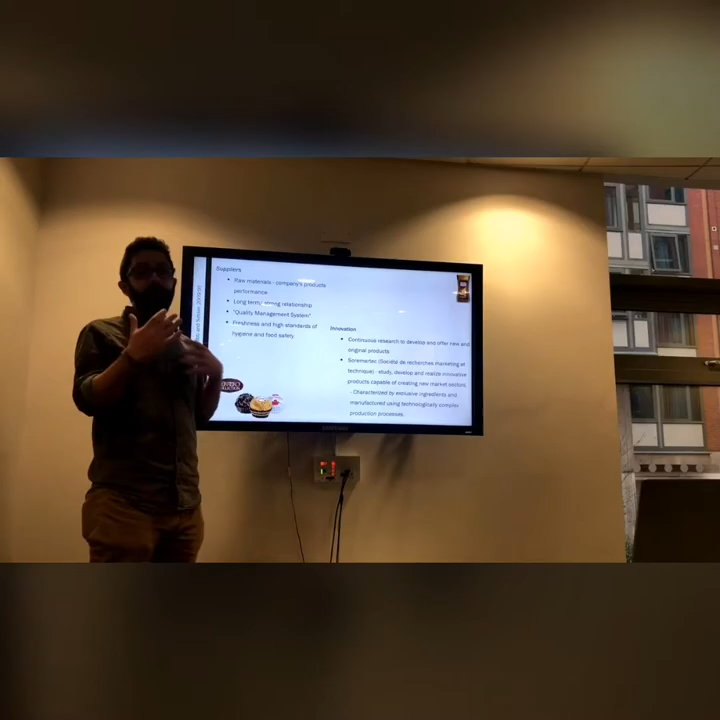 Suppliers
• Raw materials - company's products
performance
• Long term, strong relationship
• "Quality Management System"
• Freshness and high standards of
hygiene and food safety.
Innovation
• Continuous research to develop and offer new and
original products
• Soremartec (Société de recherches marketing et
technique) - study, develop and realize innovative
products capable of creating new market sectors
- Characterized by exclusive ingredients and
manufactured using technologically complex
production processes.